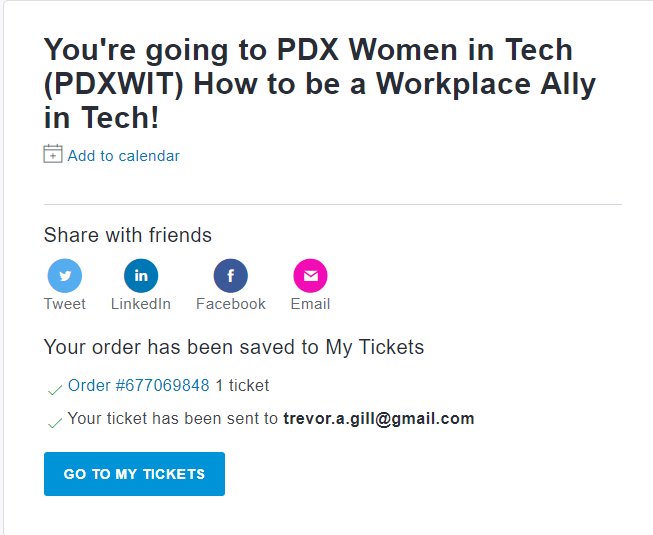 You're going to PDX Women in Tech
(PDXWIT) How to be a Workplace Ally
in Tech!
Add to calendar
Share with friends
Tweet LinkedIn Facebook Email
Your order has been saved to My Tickets
Order #677069848 1 ticket
Your ticket has been sent to trevor.a.gill@gmail.com
GO TO MY TICKETS